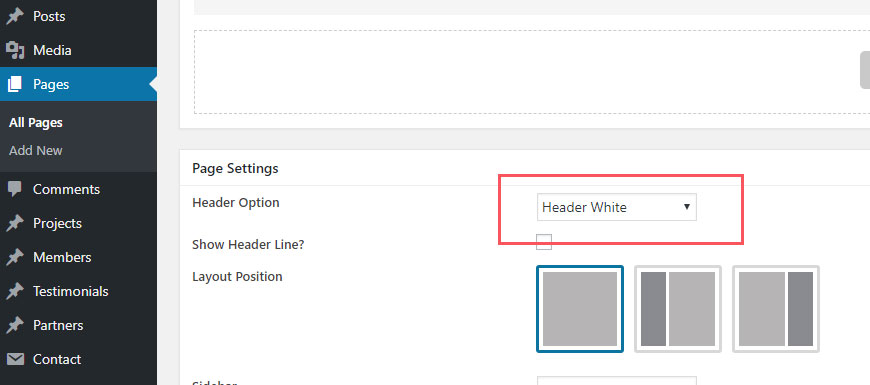 Posts
Media
Pages
All Pages
Add New
Comments
Projects
Members
Testimonials
Partners
Contact
Page Settings
Header Option
Header White
Show Header Line?
Layout Position
Sidebar